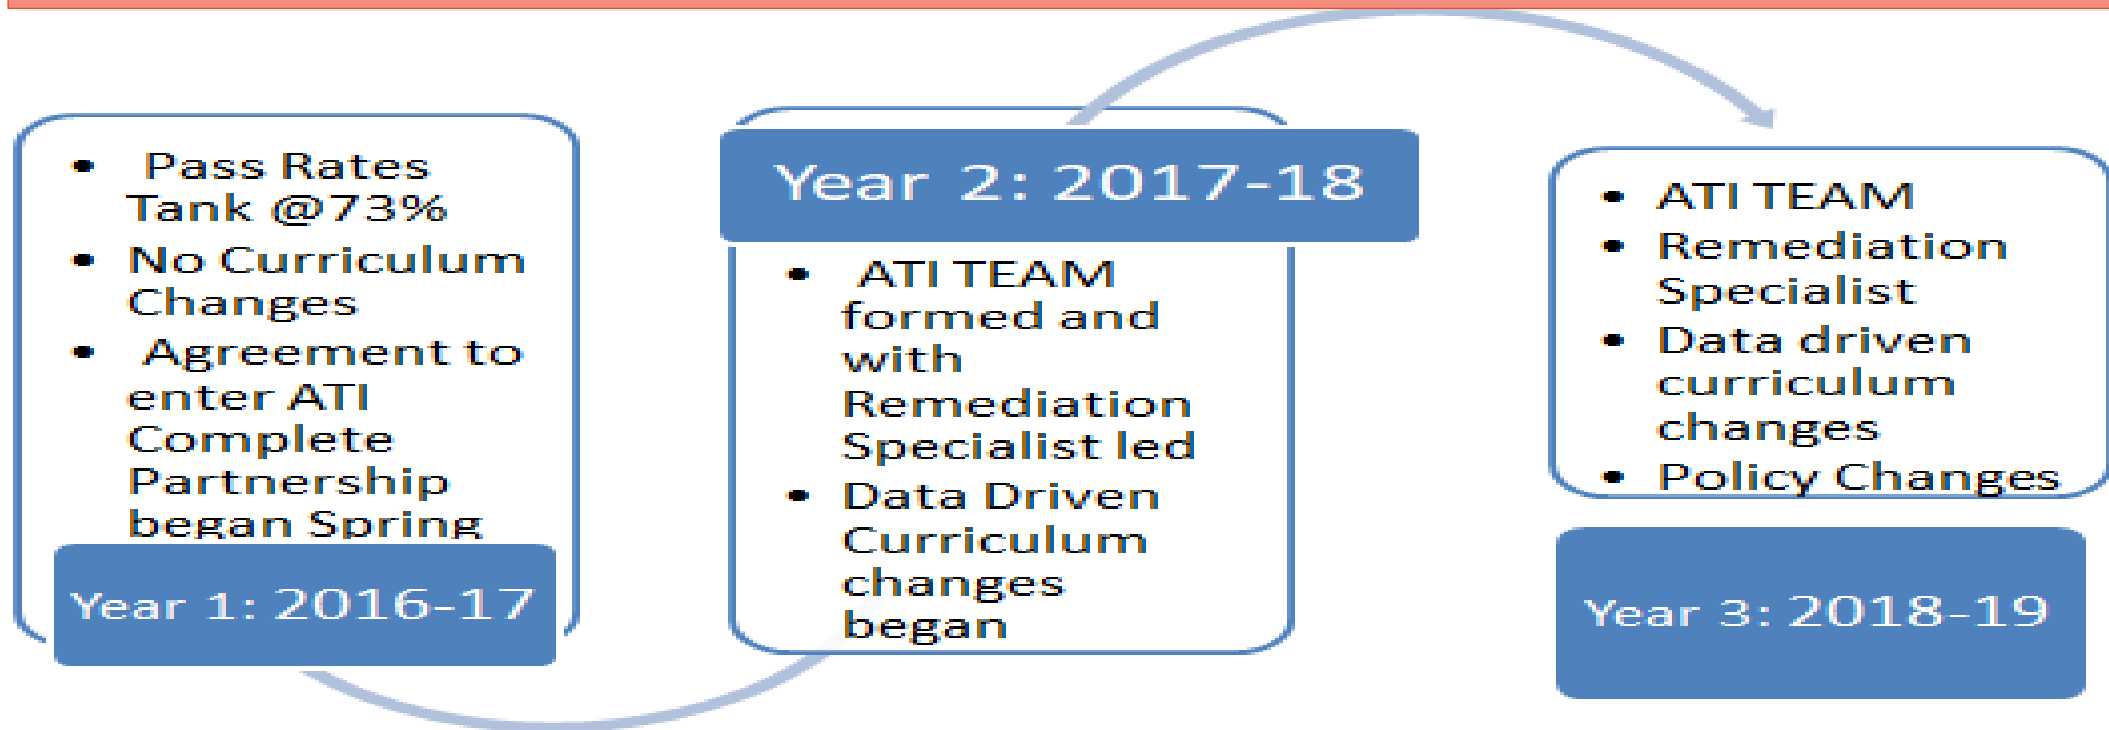 • Pass Rates
Tank @73%
• No Curriculum
Changes
• Agreement to
enter ATI
Complete
Partnership
began Spring
Year 1: 2016-17
Year 2: 2017-18
• ATI TEAM
formed and
with
Remediation
Specialist led
• Data Driven
Curriculum
changes
began
• ATI TEAM
• Remediation
Specialist
• Data driven
curriculum
changes
• Policy Changes
Year 3: 2018-19